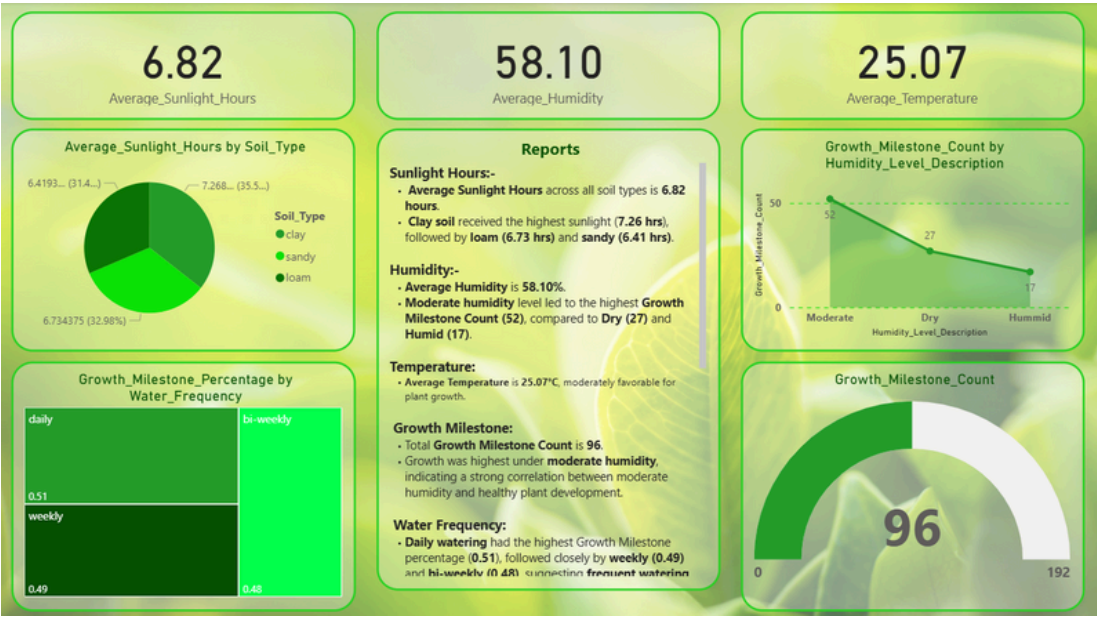 6.82
Average_Sunlight_Hours
58.10
Average_Humidity
25.07
Average_Temperature
Average_Sunlight_Hours by Soil_Type
6.4193... (31.4...)
7.268... (35.5...)
6.734375 (32.98%)
Soil_Type
clay
sandy
loam
Growth_Milestone_Percentage by
Water_Frequency
daily
0.51
weekly
0.49
bi-weekly
0.48
Reports
Sunlight Hours:-
• Average Sunlight Hours across all soil types is 6.82
hours.
• Clay soil received the highest sunlight (7.26 hrs),
followed by loam (6.73 hrs) and sandy (6.41 hrs).
Humidity:-
• Average Humidity is 58.10%.
• Moderate humidity level led to the highest Growth
Milestone Count (52), compared to Dry (27) and
Humid (17).
Temperature:
• Average Temperature is 25.07°C, moderately favorable for
plant growth.
Growth Milestone:
• Total Growth Milestone Count is 96.
• Growth was highest under moderate humidity,
indicating a strong correlation between moderate
humidity and healthy plant development.
Water Frequency:
• Daily watering had the highest Growth Milestone
percentage (0.51), followed closely by weekly (0.49)
and bi-weekly (0.48), suggesting frequent watering
Growth_Milestone_Count by
Humidity_Level_Description
Growth_Milestone_Count
50
0
52
27
17
Moderate
Dry
Hummid
Humidity_Level_Description
Growth_Milestone_Count
96
0
192